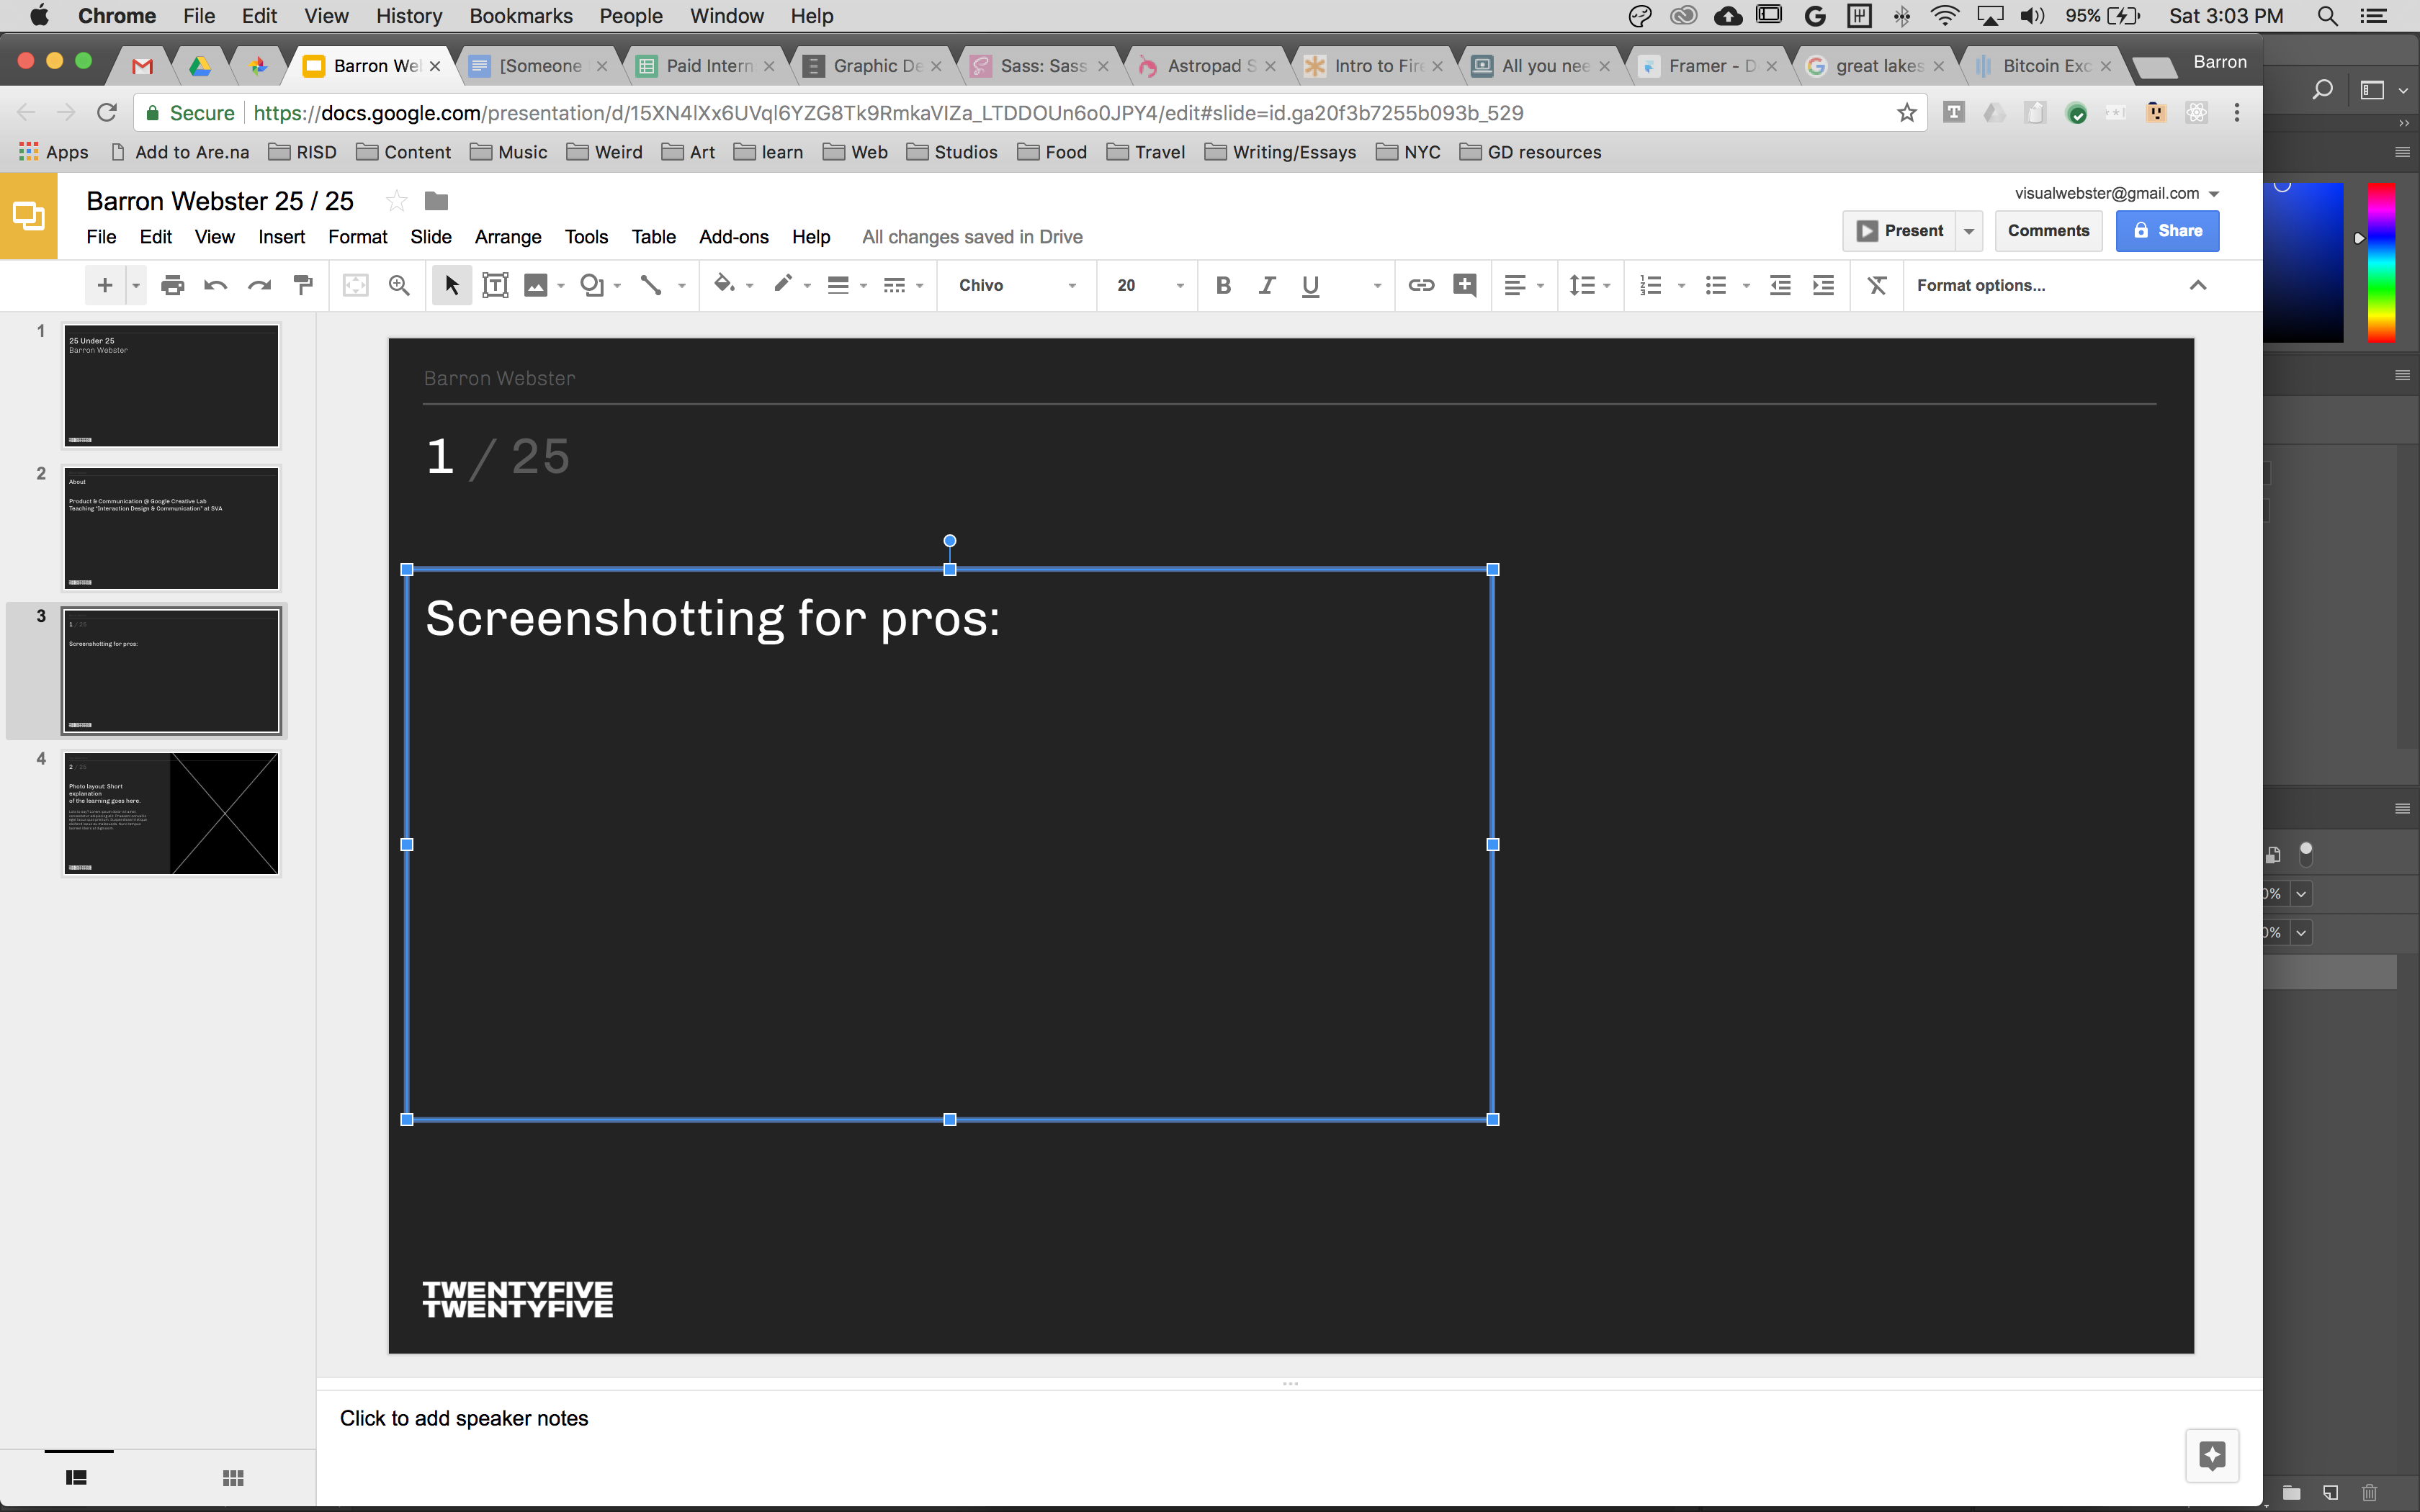 Chrome File Edit View History Bookmarks People Window Help 95% Sat 3:03 PM
Barron We [Someone Paid Intern Graphic De Sass: Sass Astropad S Intro to Fire All you nee Framer - D great lakes Bitcoin Exc Barron
Secure https://docs.google.com/presentation/d/15XN4lXx6UVql6YZG8Tk9RmkaVIZa_LTDDOUn6o0JPY4/edit#slide=id.ga20f3b7255b093b_529
Apps Add to Are.na RISD Content Music Weird Art learn Web Studios Food Travel Writing/Essays NYC GD resources
Barron Webster 25 / 25
visualwebster@gmail.com
File Edit View Insert Format Slide Arrange Tools Table Add-ons Help All changes saved in Drive
Present Comments Share
Chivo 20 B I U Format options...
1
25 Under 25
Barron Webster
2
About
Product & Communication @ Google Creative Lab
Teaching "Interaction Design & Communication" at SVA
3
1 / 25
Screenshotting for pros:
4
2 / 25
Photo layout: Short
explanation
of the learning goes here.
Barron Webster
1 / 25
Screenshotting for pros:
TWENTYFIVE
TWENTYFIVE
Click to add speaker notes